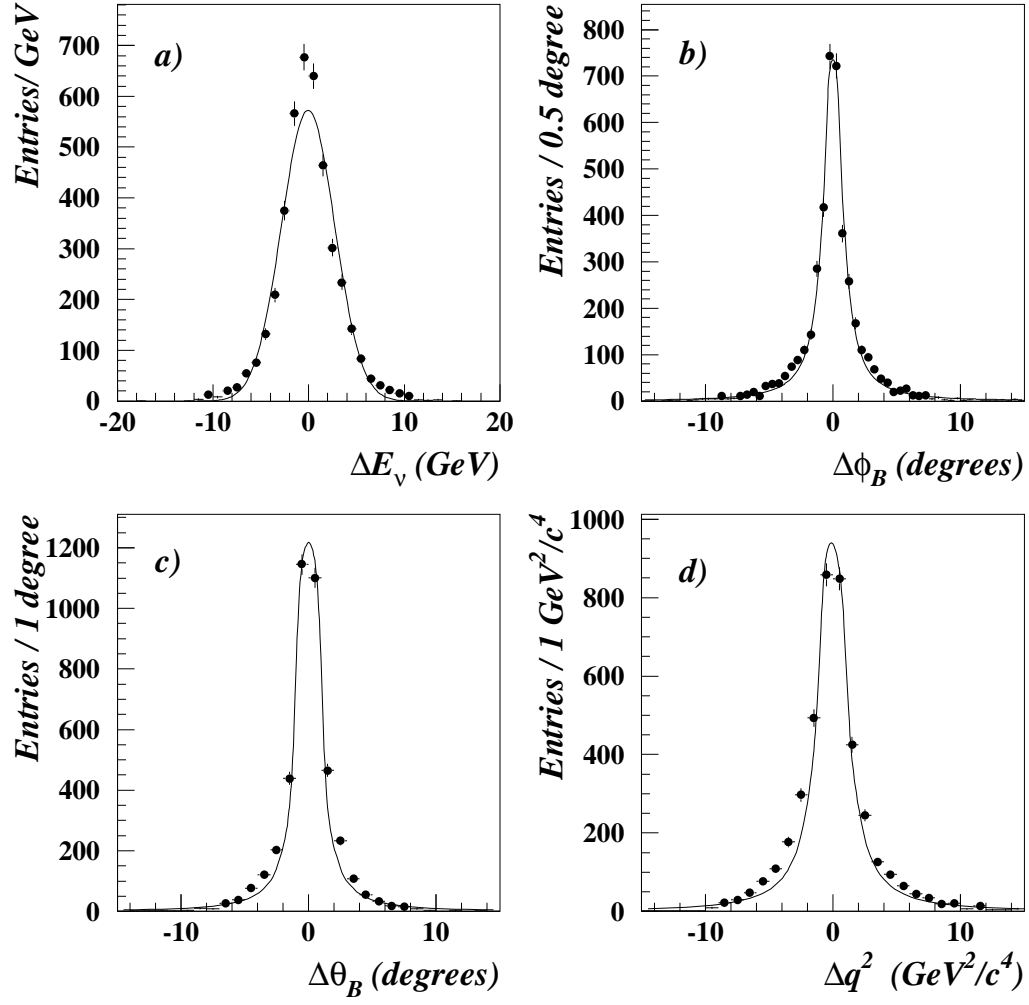 a)
Entries/ GeV
700
600
500
400
300
200
100
0
-20 -10 0 10 20
ΔE_ν (GeV)
b)
Entries / 0.5 degree
800
700
600
500
400
300
200
100
0
-10 0 10
Δϕ_B (degrees)
c)
Entries / 1 degree
1200
1000
800
600
400
200
0
-10 0 10
Δθ_B (degrees)
d)
Entries / 1 GeV²/c⁴
1000
800
600
400
200
0
-10 0 10
Δq² (GeV²/c⁴)